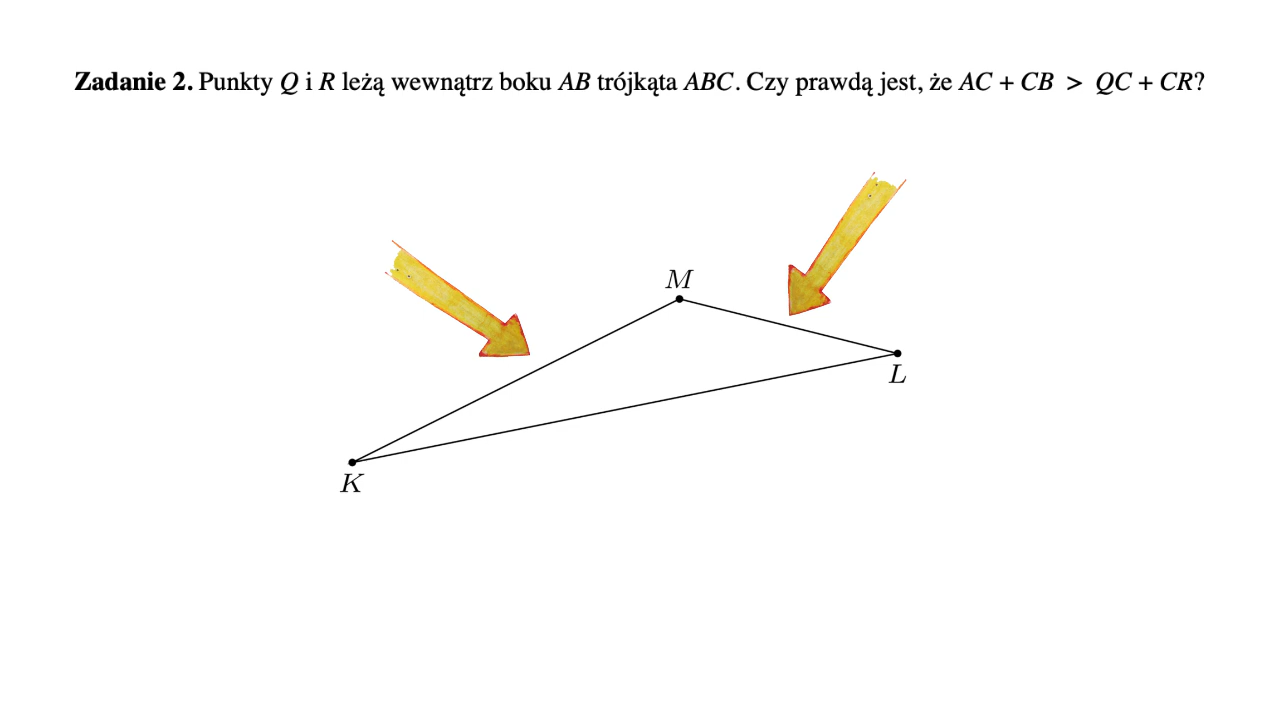 Zadanie 2. Punkty Q i R leżą wewnątrz boku AB trójkąta ABC. Czy prawdą jest, że AC + CB > QC + CR?
M
L
K